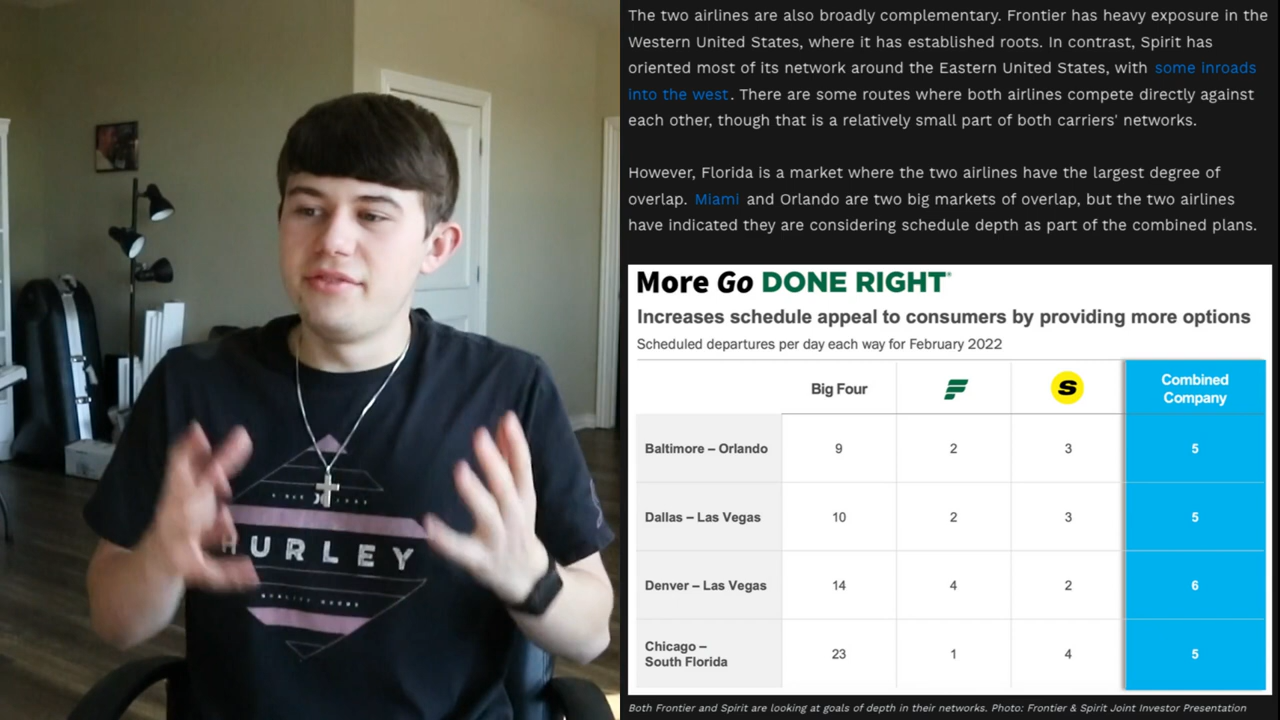 The two airlines are also broadly complementary. Frontier has heavy exposure in the
Western United States, where it has established roots. In contrast, Spirit has
oriented most of its network around the Eastern United States, with some inroads
into the west. There are some routes where both airlines compete directly against
each other, though that is a relatively small part of both carriers' networks.
However, Florida is a market where the two airlines have the largest degree of
overlap. Miami and Orlando are two big markets of overlap, but the two airlines
have indicated they are considering schedule depth as part of the combined plans.
More Go DONE RIGHT
Increases schedule appeal to consumers by providing more options
Scheduled departures per day each way for February 2022
Big Four S Combined
Company
Baltimore – Orlando 9 2 3 5
Dallas – Las Vegas 10 2 3 5
Denver – Las Vegas 14 4 2 6
Chicago –
South Florida 23 1 4 5
Both Frontier and Spirit are looking at goals of depth in their networks. Photo: Frontier & Spirit Joint Investor Presentation
HURLEY